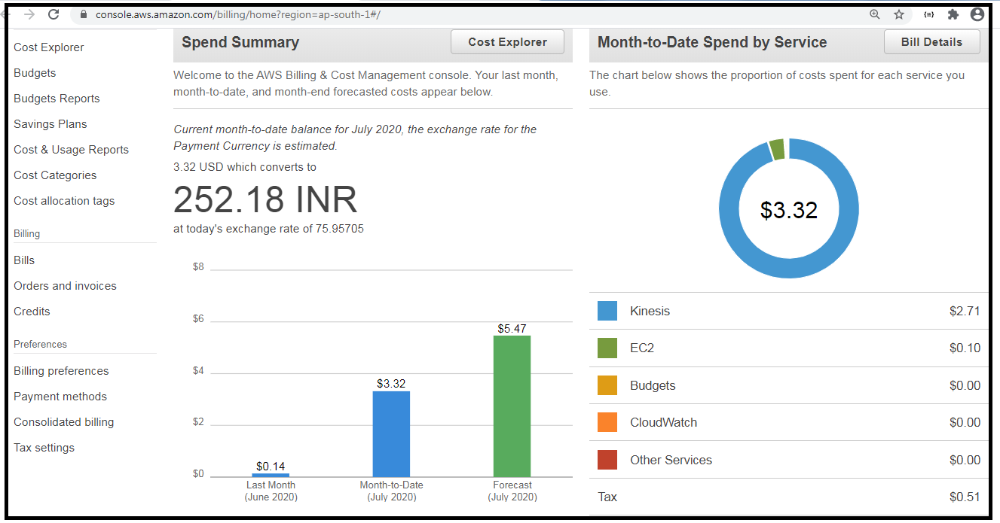 console.aws.amazon.com/billing/home?region=ap-south-1#/
Cost Explorer
Budgets
Budgets Reports
Savings Plans
Cost & Usage Reports
Cost Categories
Cost allocation tags
Billing
Bills
Orders and invoices
Credits
Preferences
Billing preferences
Payment methods
Consolidated billing
Tax settings
Spend Summary
Cost Explorer
Welcome to the AWS Billing & Cost Management console. Your last month,
month-to-date, and month-end forecasted costs appear below.
Current month-to-date balance for July 2020, the exchange rate for the
Payment Currency is estimated.
3.32 USD which converts to
252.18 INR
at today's exchange rate of 75.95705
$8
$6
$4
$2
$0
$0.14
$3.32
$5.47
Last Month
(June 2020)
Month-to-Date
(July 2020)
Forecast
(July 2020)
Month-to-Date Spend by Service
Bill Details
The chart below shows the proportion of costs spent for each service you
use.
$3.32
Kinesis $2.71
EC2 $0.10
Budgets $0.00
CloudWatch $0.00
Other Services $0.00
Tax $0.51